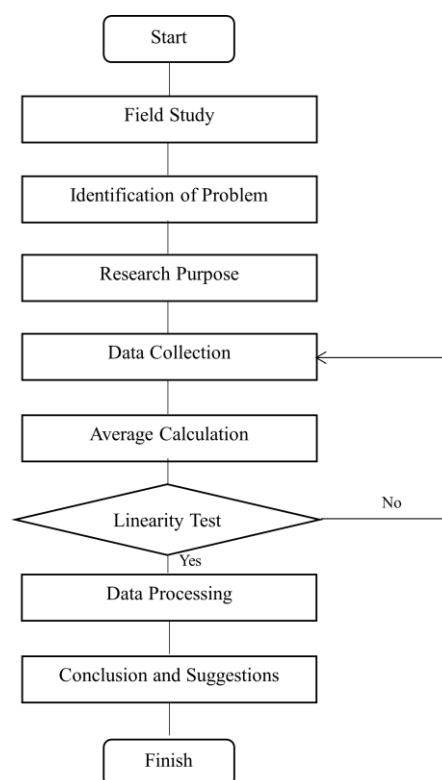 Start
Field Study
Identification of Problem
Research Purpose
Data Collection
Average Calculation
Linearity Test
No
Yes
Data Processing
Conclusion and Suggestions
Finish